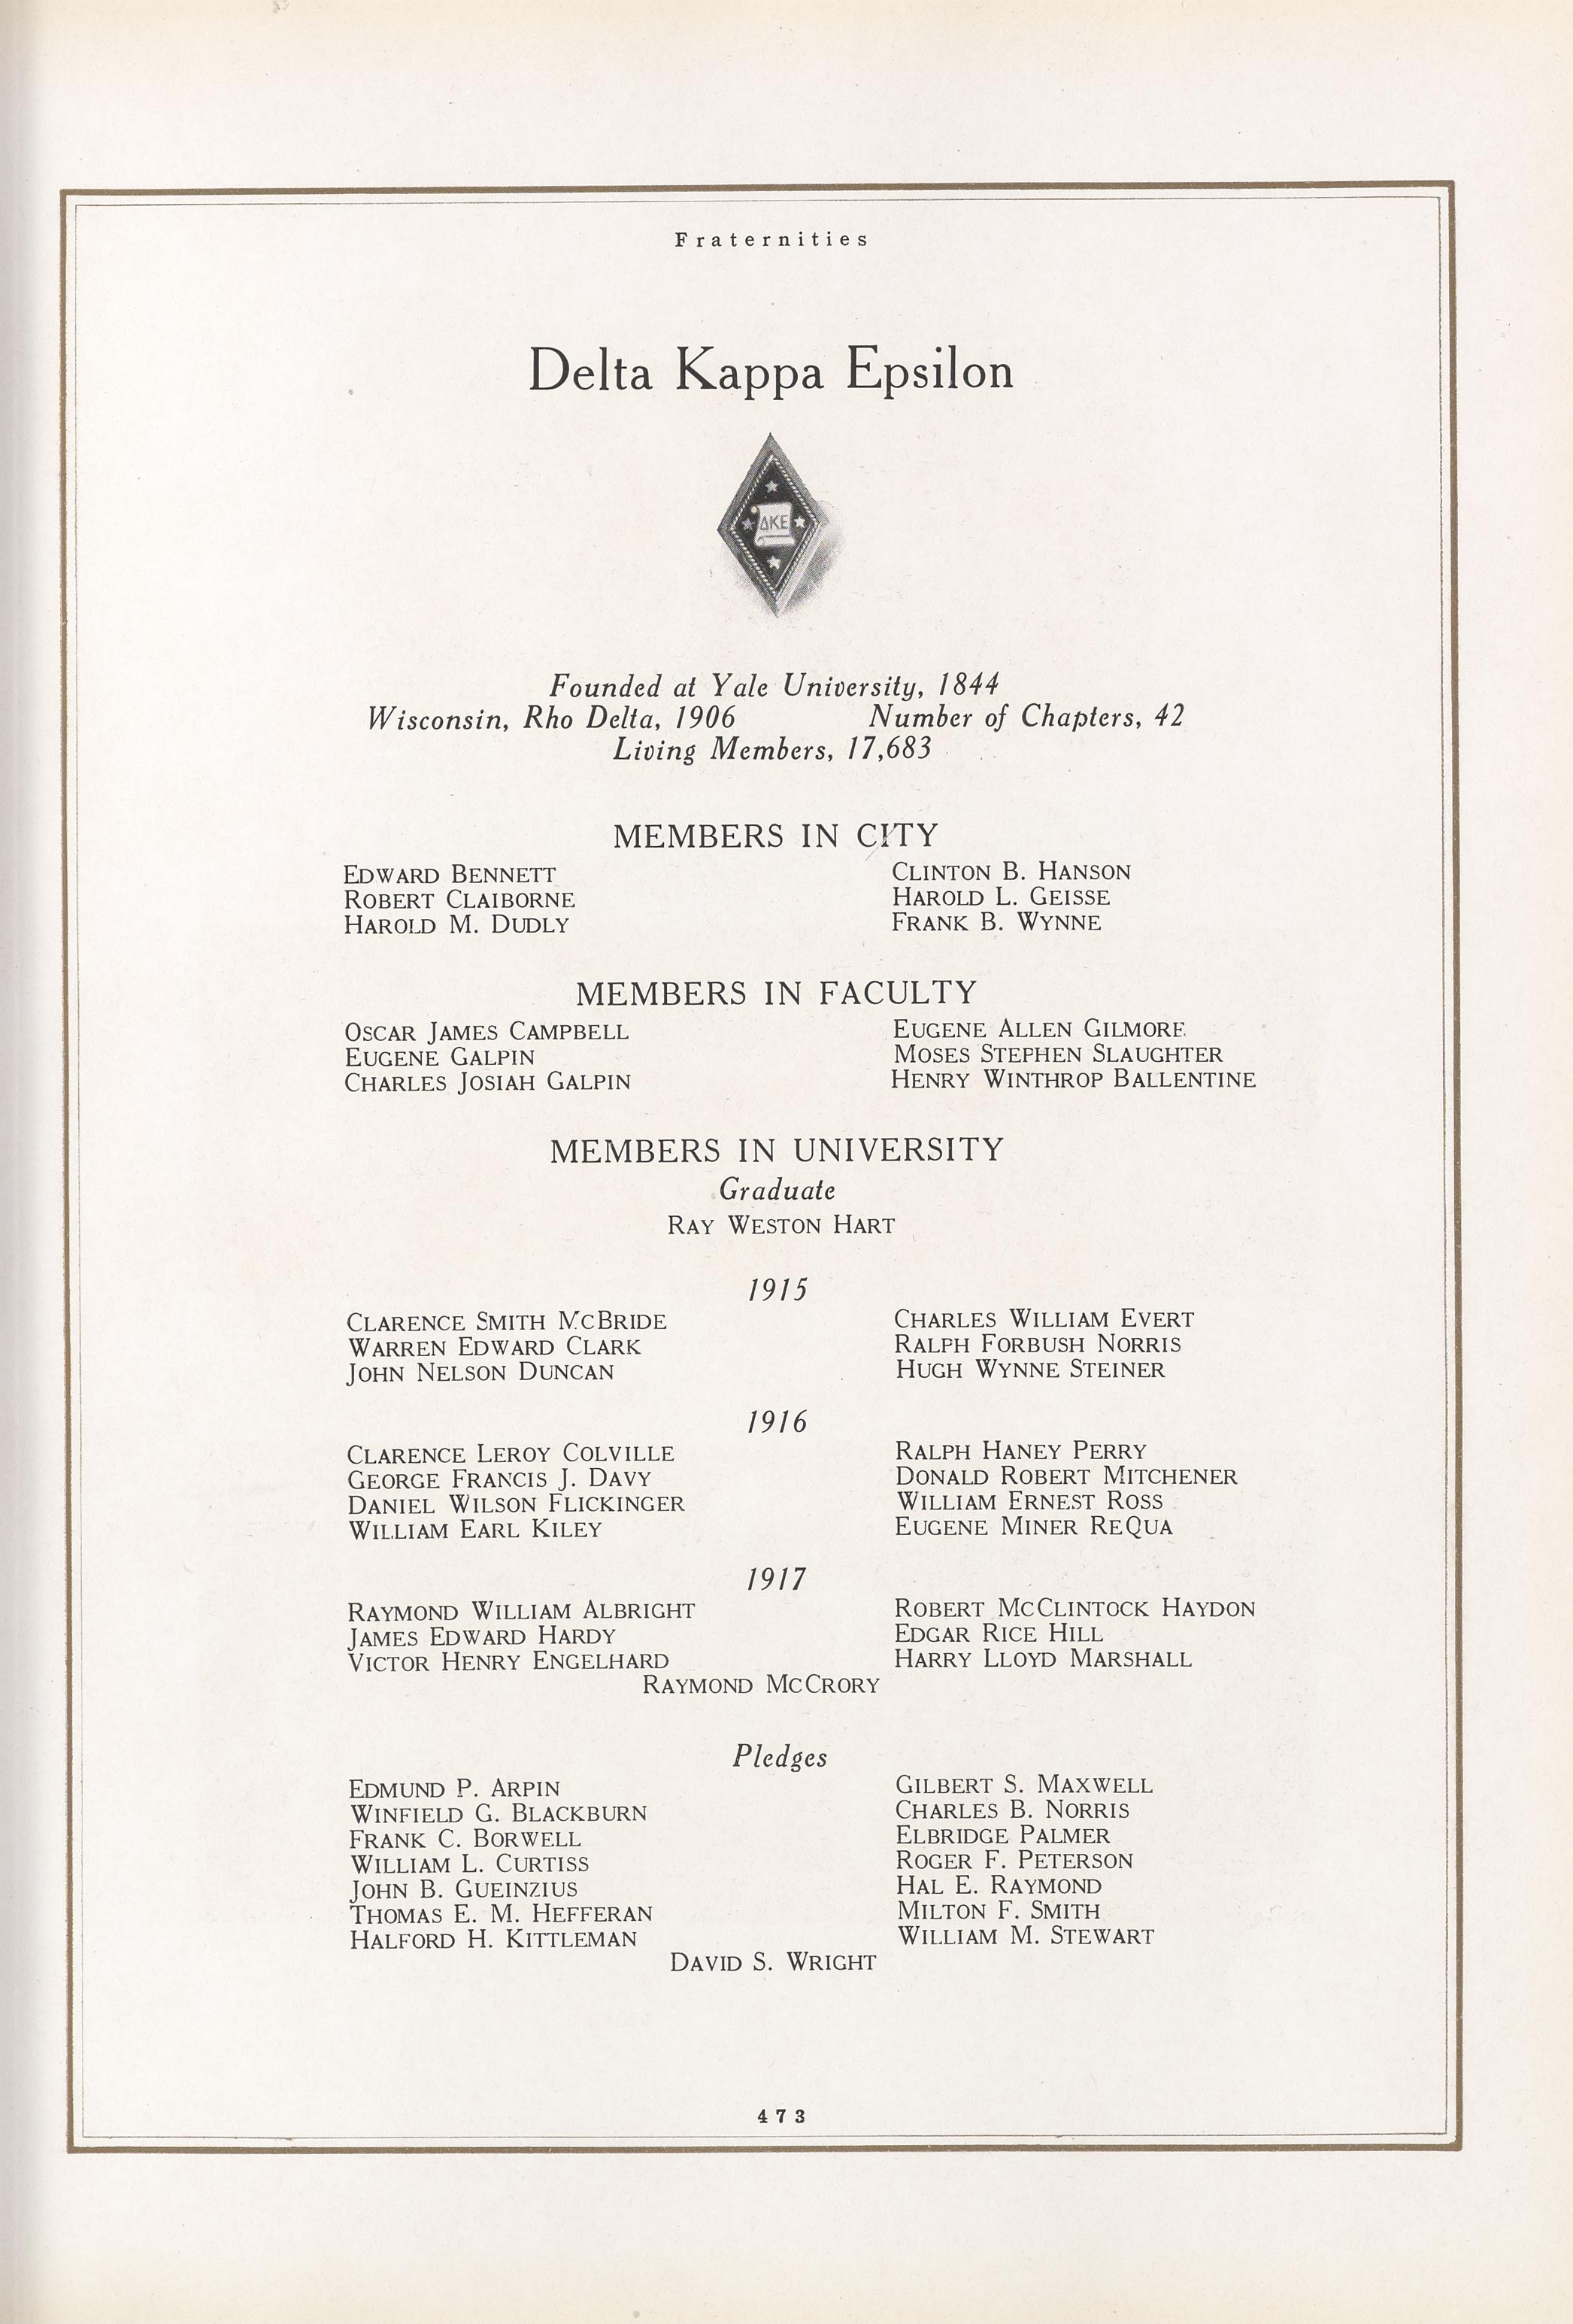 Fraternities
Delta Kappa Epsilon
ΔKE
Founded at Yale University, 1844
Wisconsin, Rho Delta, 1906 Number of Chapters, 42
Living Members, 17,683
MEMBERS IN CITY
EDWARD BENNETT CLINTON B. HANSON
ROBERT CLAIBORNE HAROLD L. GEISSE
HAROLD M. DUDLY FRANK B. WYNNE
MEMBERS IN FACULTY
OSCAR JAMES CAMPBELL EUGENE ALLEN GILMORE
EUGENE GALPIN MOSES STEPHEN SLAUGHTER
CHARLES JOSIAH GALPIN HENRY WINTHROP BALLENTINE
MEMBERS IN UNIVERSITY
Graduate
RAY WESTON HART
1915
CLARENCE SMITH MCBRIDE CHARLES WILLIAM EVERT
WARREN EDWARD CLARK RALPH FORBUSH NORRIS
JOHN NELSON DUNCAN HUGH WYNNE STEINER
1916
CLARENCE LEROY COLVILLE RALPH HANEY PERRY
GEORGE FRANCIS J. DAVY DONALD ROBERT MITCHENER
DANIEL WILSON FLICKINGER WILLIAM ERNEST ROSS
WILLIAM EARL KILEY EUGENE MINER REQUA
1917
RAYMOND WILLIAM ALBRIGHT ROBERT MCCLINTOCK HAYDON
JAMES EDWARD HARDY EDGAR RICE HILL
VICTOR HENRY ENGELHARD HARRY LLOYD MARSHALL
RAYMOND MCCRORY
Pledges
EDMUND P. ARPIN GILBERT S. MAXWELL
WINFIELD G. BLACKBURN CHARLES B. NORRIS
FRANK C. BORWELL ELBRIDGE PALMER
WILLIAM L. CURTISS ROGER F. PETERSON
JOHN B. GUEINZIUS HAL E. RAYMOND
THOMAS E. M. HEFFERAN MILTON F. SMITH
HALFORD H. KITTLEMAN WILLIAM M. STEWART
DAVID S. WRIGHT
473